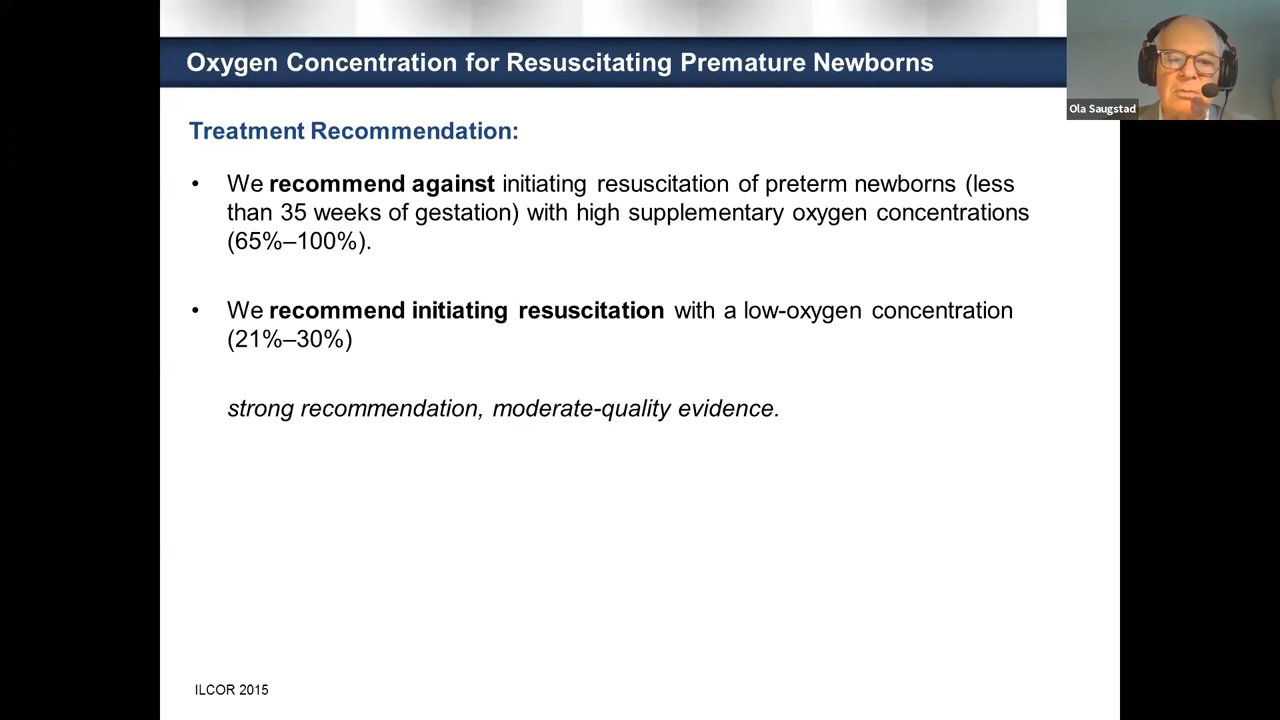 Oxygen Concentration for Resuscitating Premature Newborns
Ola Saugstad
Treatment Recommendation:
• We recommend against initiating resuscitation of preterm newborns (less
than 35 weeks of gestation) with high supplementary oxygen concentrations
(65%–100%).
• We recommend initiating resuscitation with a low-oxygen concentration
(21%–30%)
strong recommendation, moderate-quality evidence.
ILCOR 2015